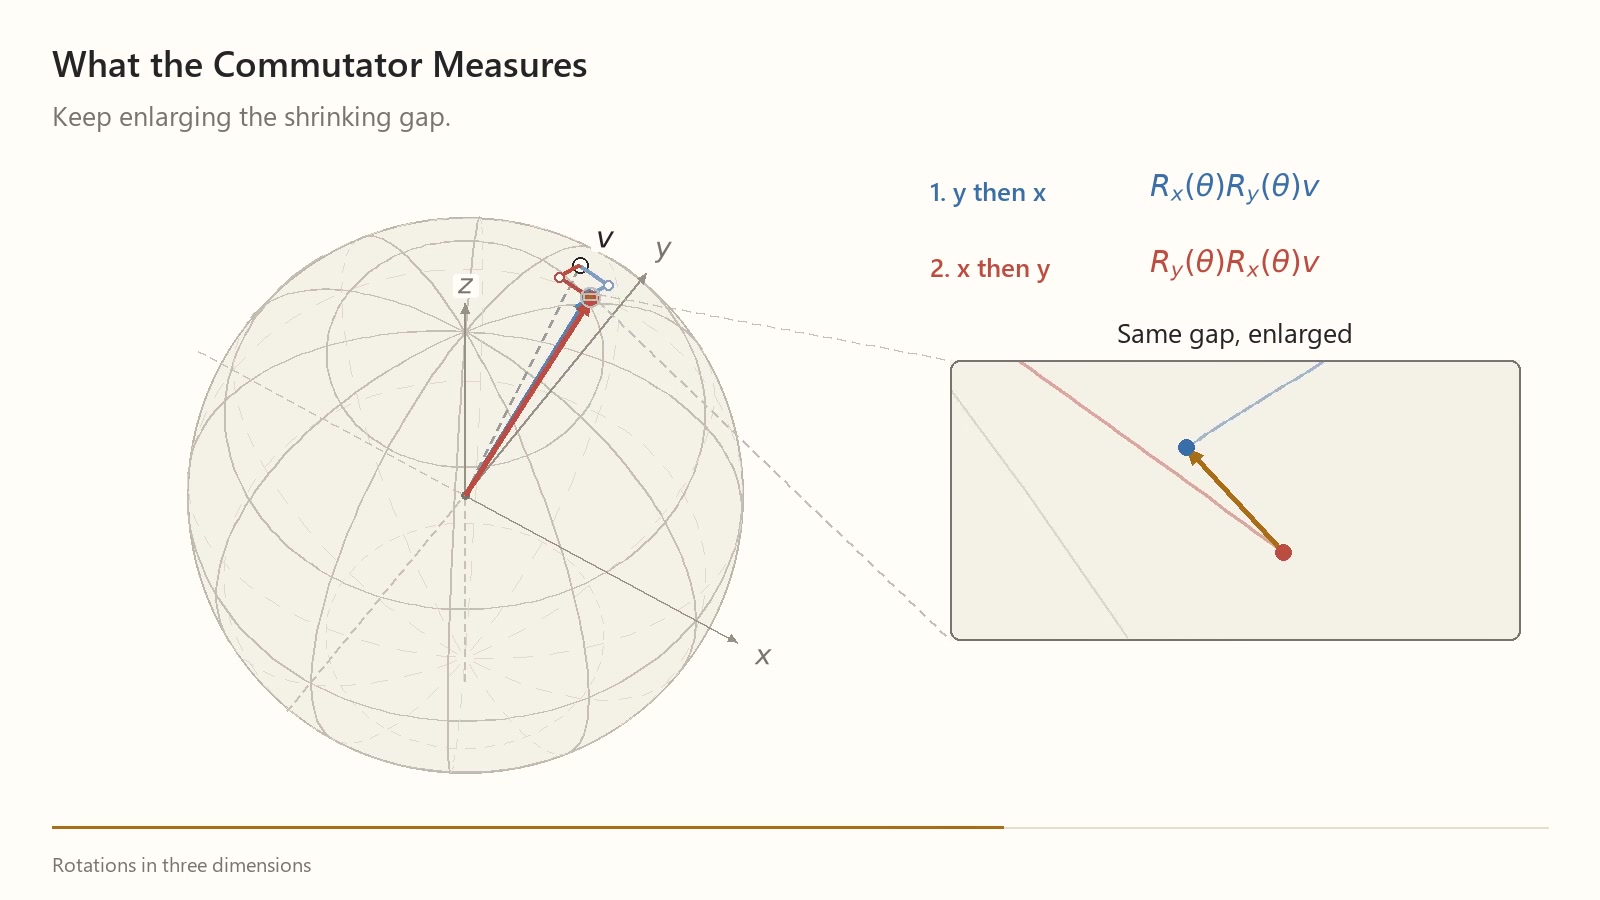 What the Commutator Measures
Keep enlarging the shrinking gap.
1. y then x
Rₓ(θ)Rᵧ(θ)v
2. x then y
Rᵧ(θ)Rₓ(θ)v
Same gap, enlarged
v
y
z
x
Rotations in three dimensions